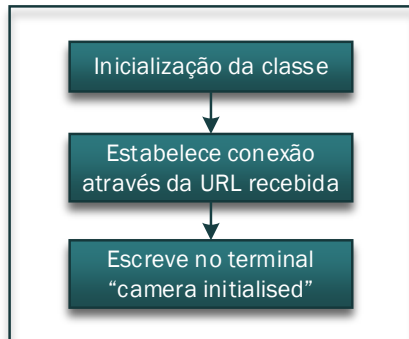 Inicialização da classe
Estabelece conexão
através da URL recebida
Escreve no terminal
“camera initialised”